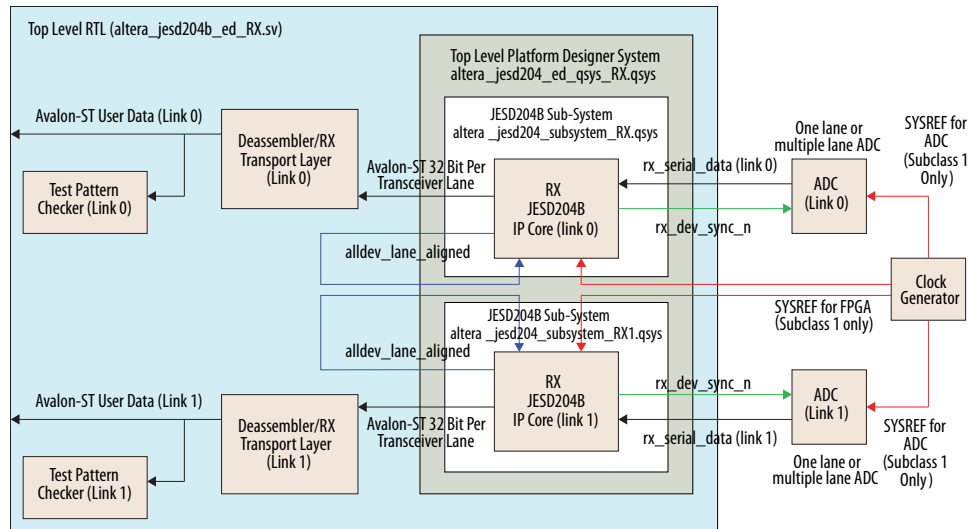 Top Level RTL (altera_jesd204b_ed_RX.sv)
Top Level Platform Designer System
altera _jesd204_ed_qsys_RX.qsys
JESD204B Sub-System
altera _jesd204_subsystem_RX.qsys
Avalon-ST User Data (Link 0)
Deassembler/RX
Transport Layer
(Link 0)
Test Pattern
Checker (Link 0)
Avalon-ST 32 Bit Per
Transceiver Lane
RX
JESD204B
IP Core (link 0)
rx_serial_data (link 0)
rx_dev_sync_n
One lane or
multiple lane ADC
ADC
(Link 0)
SYSREF for
ADC
(Subclass 1
Only)
alldev_lane_aligned
Clock
Generator
SYSREF for FPGA
(Subclass 1 only)
JESD204B Sub-System
altera _jesd204_subsystem_RX1.qsys
alldev_lane_aligned
RX
JESD204B
IP Core (link 1)
rx_dev_sync_n
rx_serial_data (link 1)
ADC
(Link 1)
One lane or
multiple lane ADC
SYSREF for
ADC
(Subclass 1
Only)
Avalon-ST User Data (Link 1)
Deassembler/RX
Transport Layer
(Link 1)
Avalon-ST 32 Bit Per
Transceiver Lane
Test Pattern
Checker (Link 1)